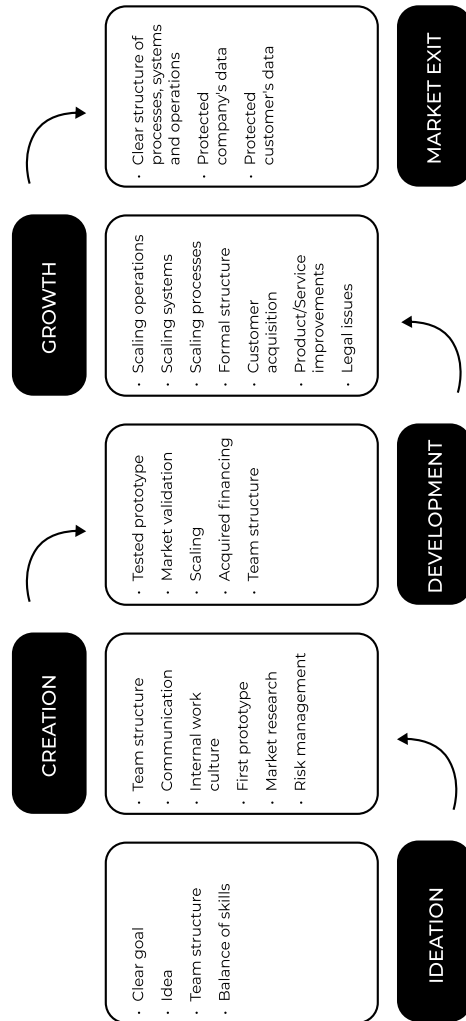 IDEATION
• Clear goal
• Idea
• Team structure
• Balance of skills
CREATION
• Team structure
• Communication
• Internal work
culture
• First prototype
• Market research
• Risk management
DEVELOPMENT
• Tested prototype
• Market validation
• Scaling
• Acquired financing
• Team structure
GROWTH
• Scaling operations
• Scaling systems
• Scaling processes
• Formal structure
• Customer
acquisition
• Product/Service
improvements
• Legal issues
MARKET EXIT
• Clear structure of
processes, systems
and operations
• Protected
company's data
• Protected
customer's data